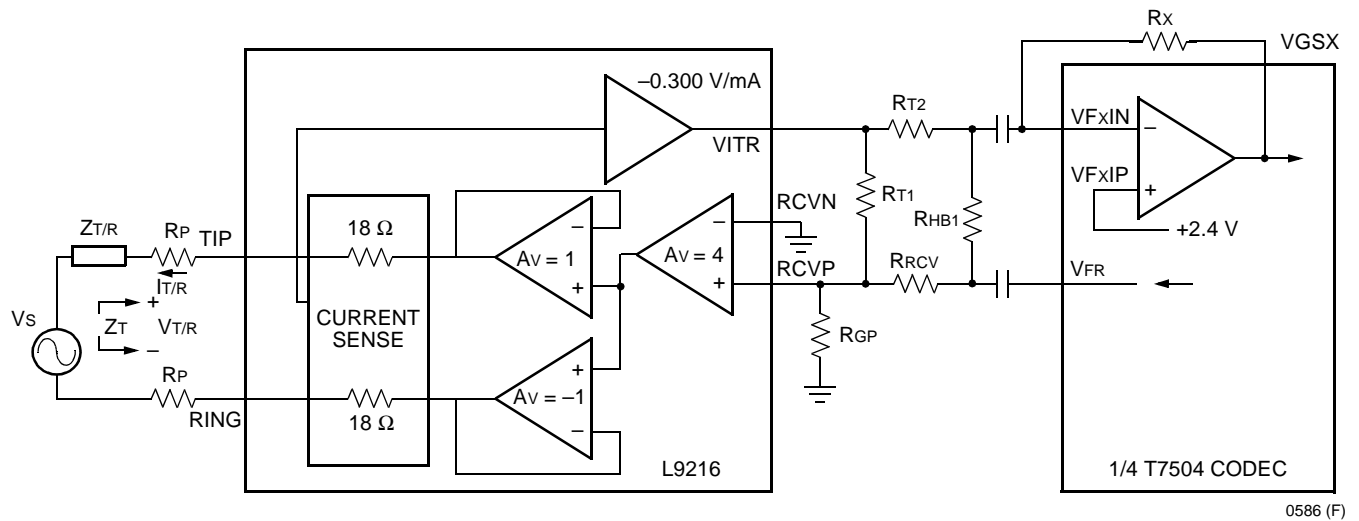 RX
VGSX
–0.300 V/mA
RT2
VFXIN
−
VITR
VFXIP
+
+2.4 V
RT1
RHB1
RCVN
ZT/R
RP
TIP
18 Ω
−
AV = 1
+
−
AV = 4
+
RCVP
RRCV
VFR
IT/R
+
VS
ZT
VT/R
−
CURRENT
SENSE
RGP
RP
RING
18 Ω
+
AV = –1
−
L9216
1/4 T7504 CODEC
0586 (F)